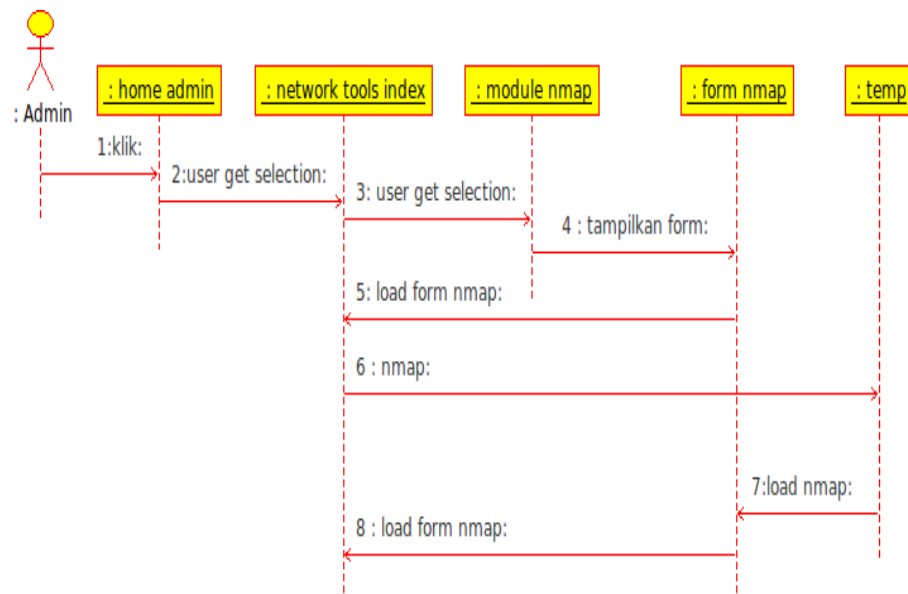 : Admin
: home admin
: network tools index
: module nmap
: form nmap
: temp
1:klik:
2:user get selection:
3: user get selection:
4 : tampilkan form:
5: load form nmap:
6 : nmap:
7:load nmap:
8 : load form nmap: